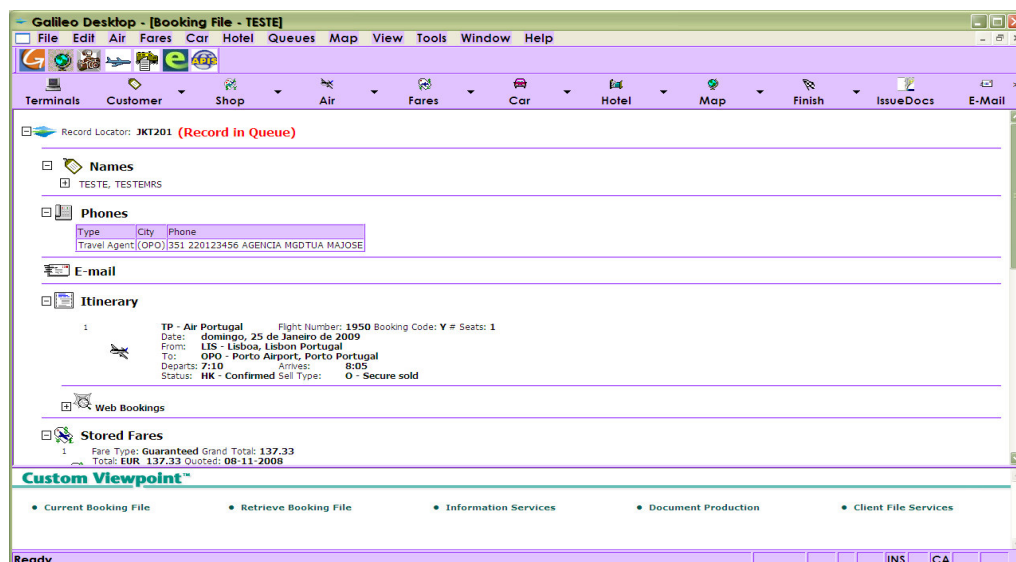 Galileo Desktop - [Booking File - TESTE]
File Edit Air Fares Car Hotel Queues Map View Tools Window Help
APIS
Terminals Customer Shop Air Fares Car Hotel Map Finish IssueDocs E-Mail
Record Locator: JKT201 (Record in Queue)
Names
TESTE, TESTEMRS
Phones
Type City Phone
Travel Agent (OPO) 351 220123456 AGENCIA MGDTUA MAJOSE
E-mail
Itinerary
1 TP - Air Portugal Flight Number: 1950 Booking Code: Y # Seats: 1
Date: domingo, 25 de Janeiro de 2009
From: LIS - Lisboa, Lisbon Portugal
To: OPO - Porto Airport, Porto Portugal
Departs: 7:10 Arrives: 8:05
Status: HK - Confirmed Sell Type: O - Secure sold
Web Bookings
Stored Fares
1 Fare Type: Guaranteed Grand Total: 137.33
Total: EUR 137.33 Quoted: 08-11-2008
Custom Viewpoint™
• Current Booking File • Retrieve Booking File • Information Services • Document Production • Client File Services
Ready INS CA